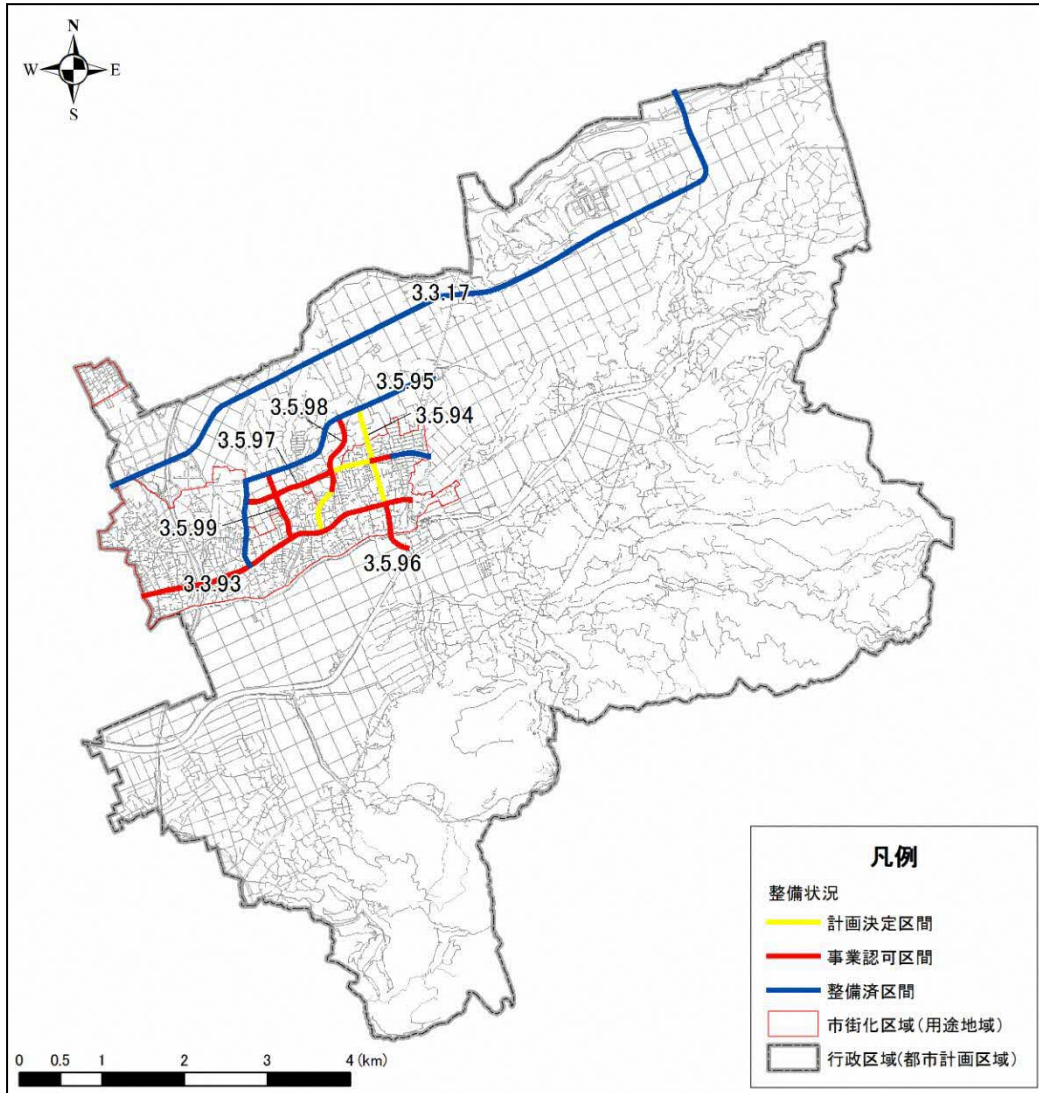 N
W E
S
3.3.17
3.5.95
3.5.98
3.5.94
3.5.97
3.5.99
3.5.96
3.3.93
凡例
整備状況
計画決定区間
事業認可区間
整備済区間
市街化区域(用途地域)
行政区域(都市計画区域)
0 0.5 1 2 3 4 (km)